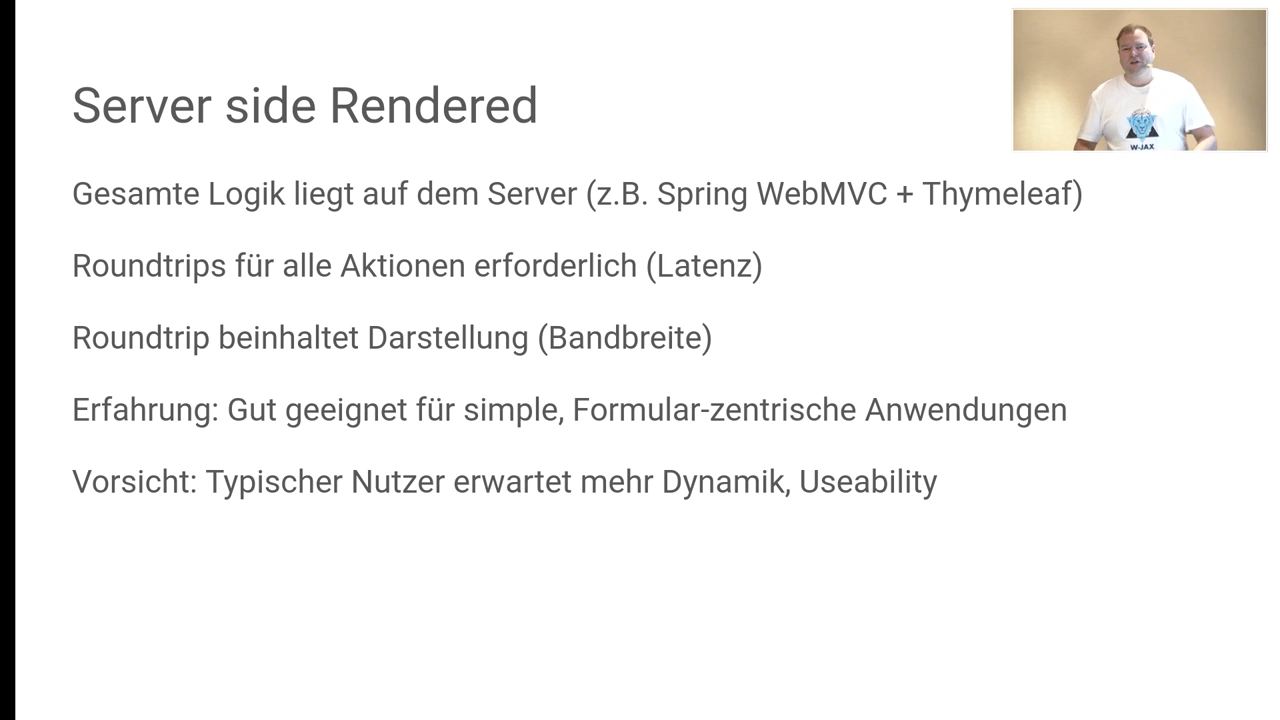 Server side Rendered
Gesamte Logik liegt auf dem Server (z.B. Spring WebMVC + Thymeleaf)
Roundtrips für alle Aktionen erforderlich (Latenz)
Roundtrip beinhaltet Darstellung (Bandbreite)
Erfahrung: Gut geeignet für simple, Formular-zentrische Anwendungen
Vorsicht: Typischer Nutzer erwartet mehr Dynamik, Useability
W-JAX